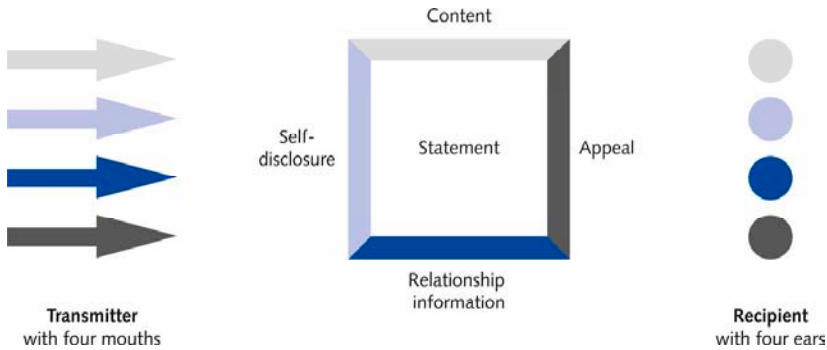 Content
Self-
disclosure
Statement
Appeal
Relationship
information
Transmitter
with four mouths
Recipient
with four ears